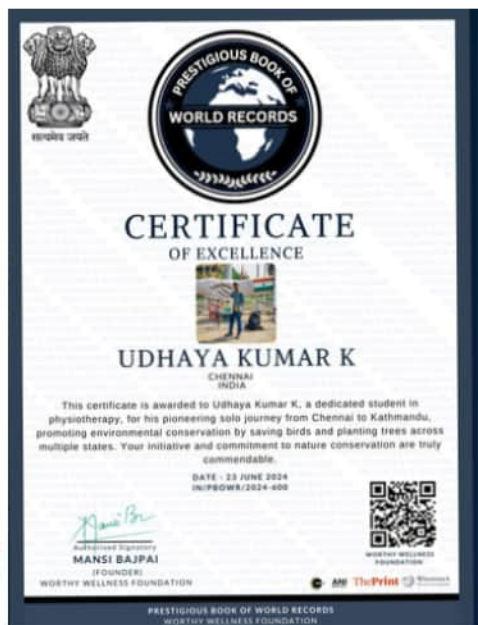 PRESTIGIOUS BOOK OF
WORLD RECORDS
सत्यमेव जयते
CERTIFICATE
OF EXCELLENCE
UDHAYA KUMAR K
CHENNAI
INDIA
This certificate is awarded to Udhaya Kumar K, a dedicated student in
physiotherapy, for his pioneering solo journey from Chennai to Kathmandu,
promoting environmental conservation by saving birds and planting trees across
multiple states. Your initiative and commitment to nature conservation are truly
commendable.
DATE - 23 JUNE 2024
IN/PBOWR/2024-600
Authorised Signatory
MANSI BAJPAI
(FOUNDER)
WORTHY WELLNESS FOUNDATION
WORTHY WELLNESS
FOUNDATION
ANI ThePrint
PRESTIGIOUS BOOK OF WORLD RECORDS
WORTHY WELLNESS FOUNDATION